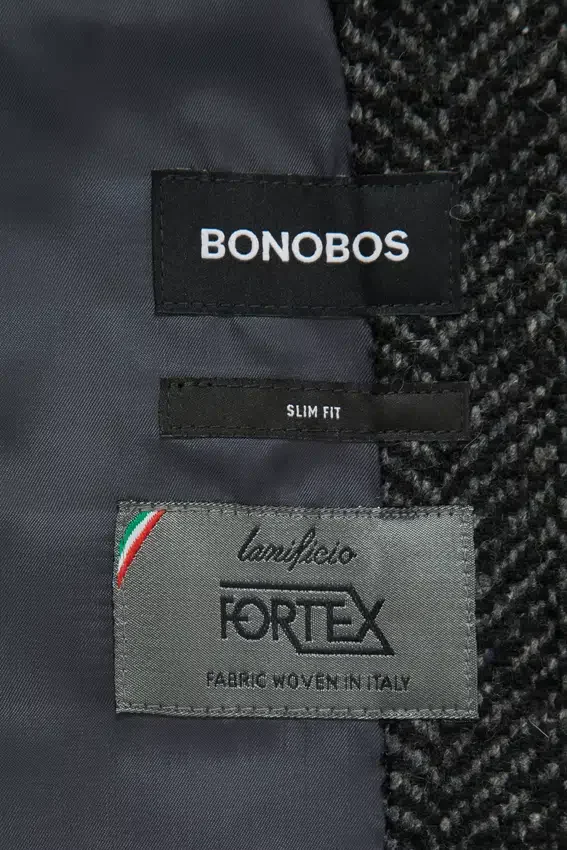 BONOBOS
SLIM FIT
lanificio
FORTEX
FABRIC WOVEN IN ITALY